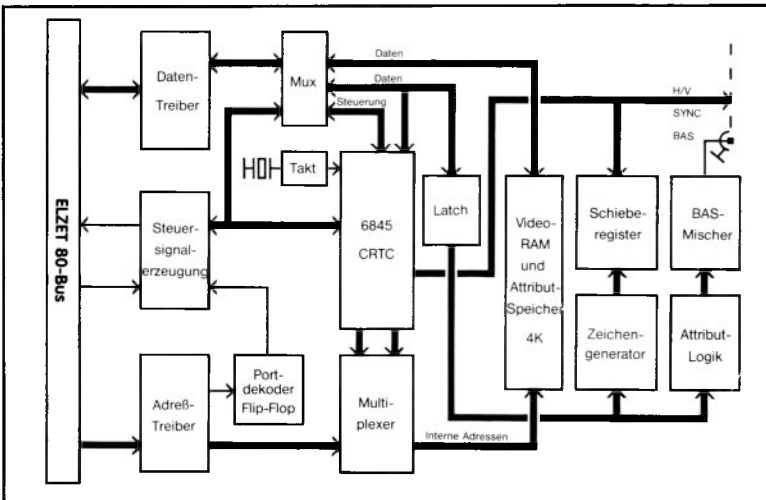 ELZET 80-Bus
Daten-
Treiber
Mux
Daten
Daten
Steuerung
H/V
SYNC
BAS
Takt
6845
CRTC
Latch
Steuer-
signal-
erzeugung
Video-
RAM
und
Attribut-
Speicher
4K
Schiebe-
register
BAS-
Mischer
Zeichen-
generator
Attribut-
Logik
Adreß-
Treiber
Port-
dekoder
Flip-Flop
Multi-
plexer
Interne Adressen